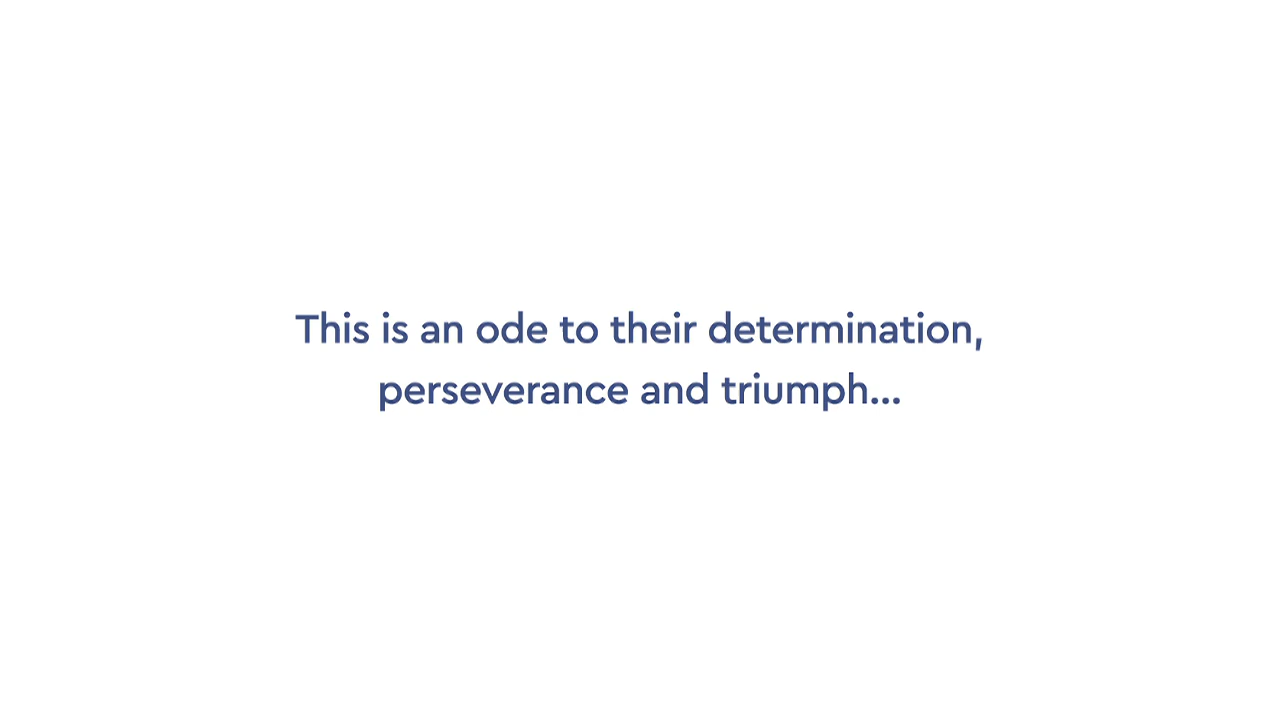 This is an ode to their determination,
perseverance and triumph...